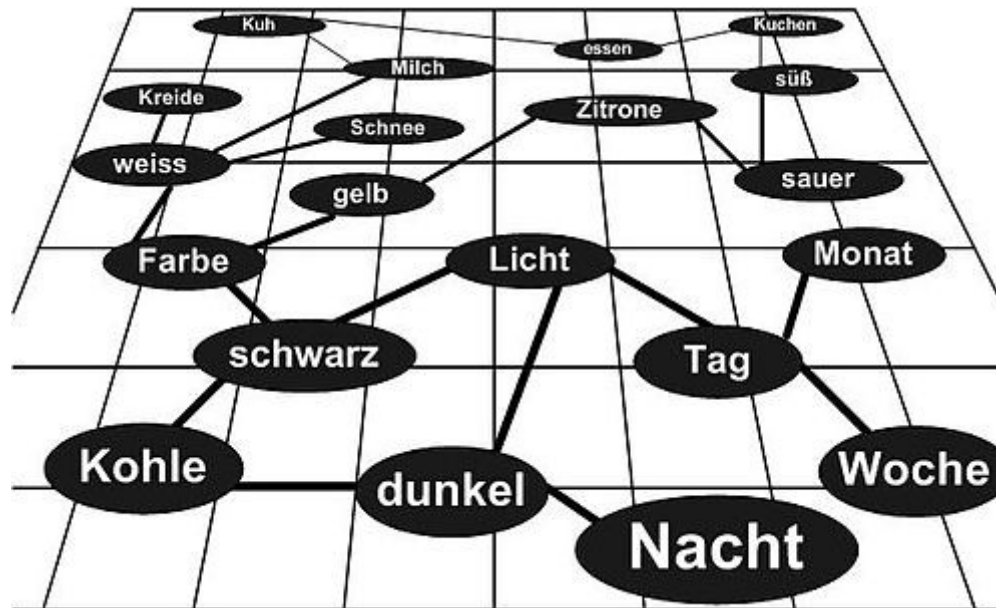 Kuh
Kuchen
essen
Milch
süß
Kreide
Zitrone
Schnee
weiss
sauer
gelb
Farbe
Licht
Monat
schwarz
Tag
Kohle
Woche
dunkel
Nacht